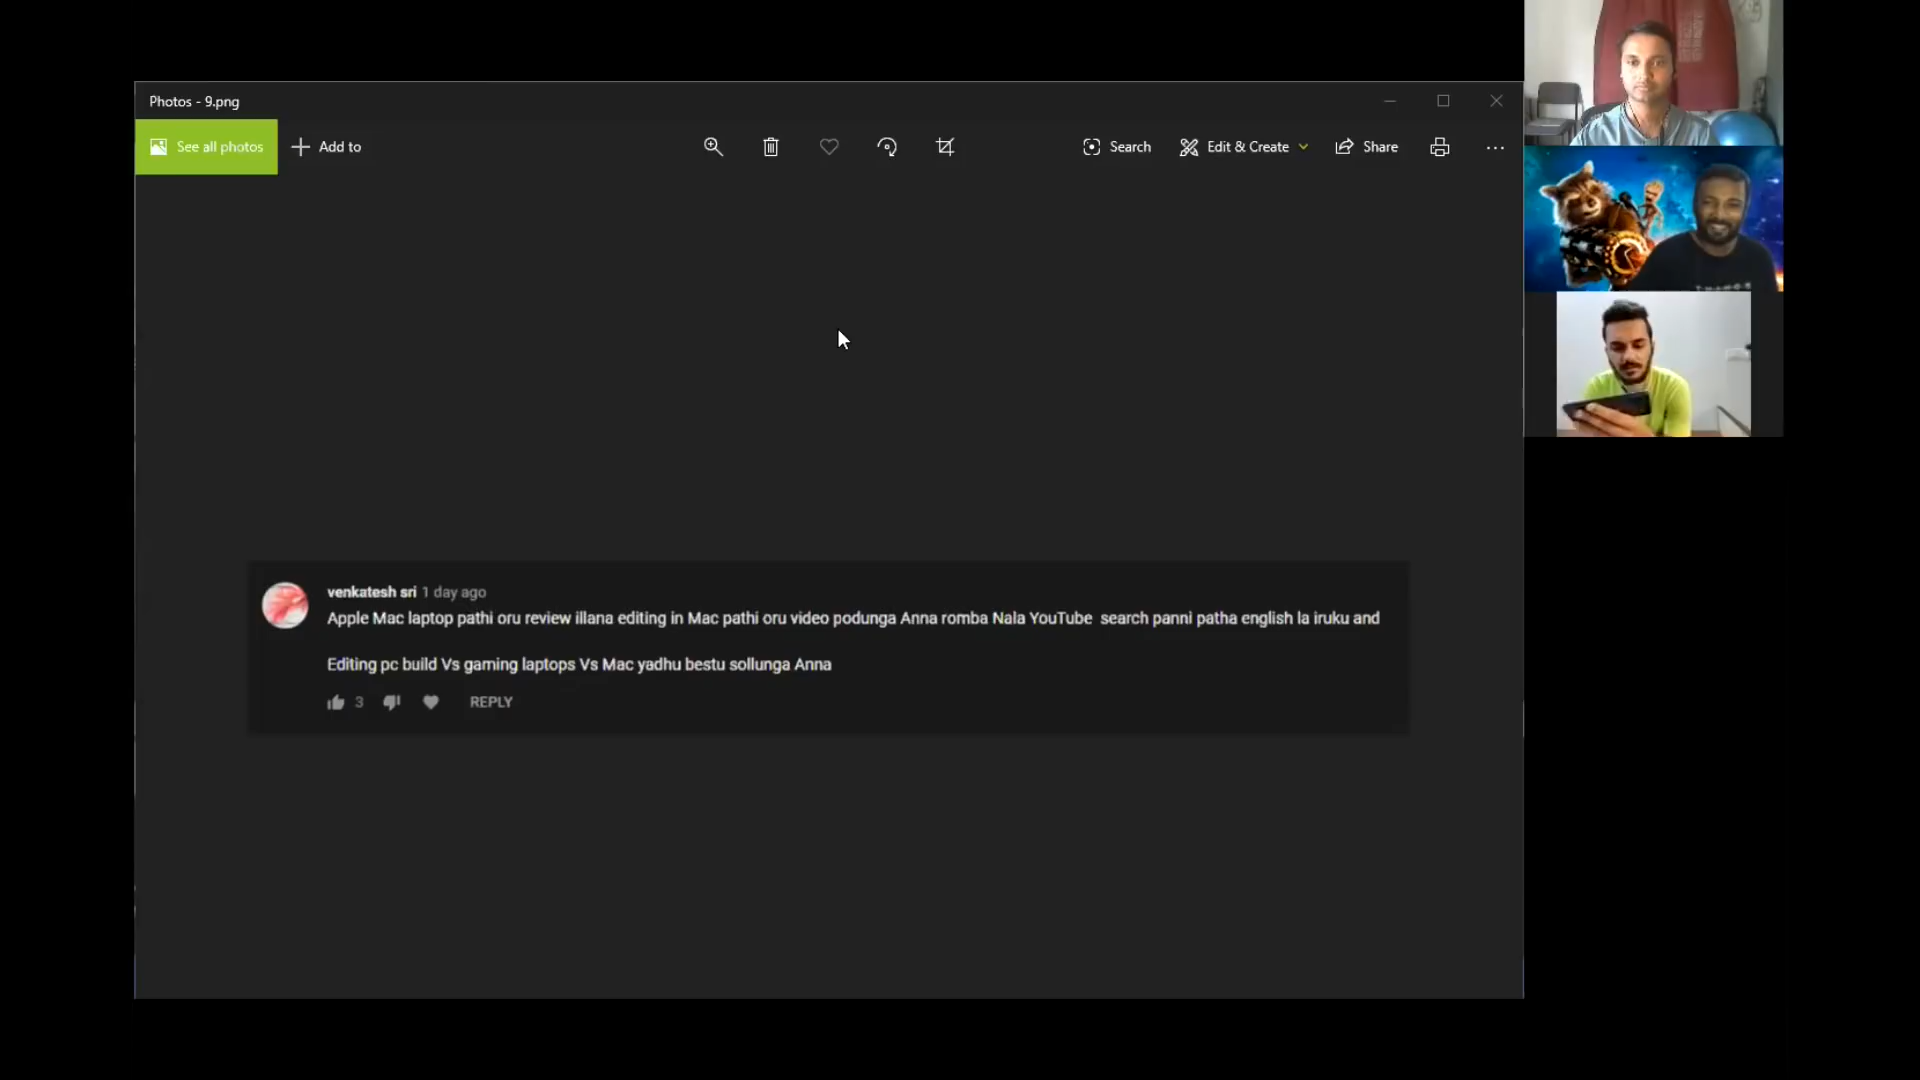 Photos - 9.png
See all photos
Add to
Search
Edit & Create
Share
venkatesh sri 1 day ago
Apple Mac laptop pathi oru review illana editing in Mac pathi oru video podunga Anna romba Nala YouTube  search panni patha english la iruku and
Editing pc build Vs gaming laptops Vs Mac yadhu bestu sollunga Anna
3 REPLY